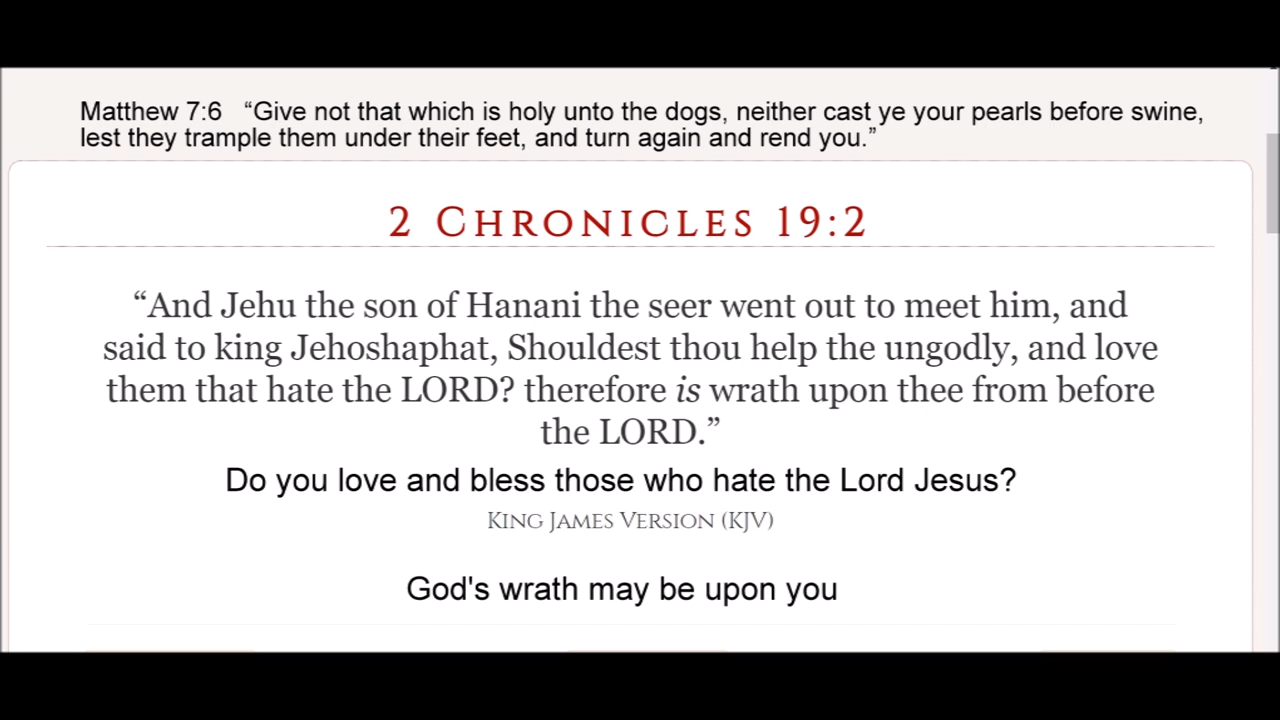 Matthew 7:6 “Give not that which is holy unto the dogs, neither cast ye your pearls before swine,
lest they trample them under their feet, and turn again and rend you.”
2 CHRONICLES 19:2
“And Jehu the son of Hanani the seer went out to meet him, and
said to king Jehoshaphat, Shouldest thou help the ungodly, and love
them that hate the LORD? therefore is wrath upon thee from before
the LORD.”
Do you love and bless those who hate the Lord Jesus?
KING JAMES VERSION (KJV)
God's wrath may be upon you